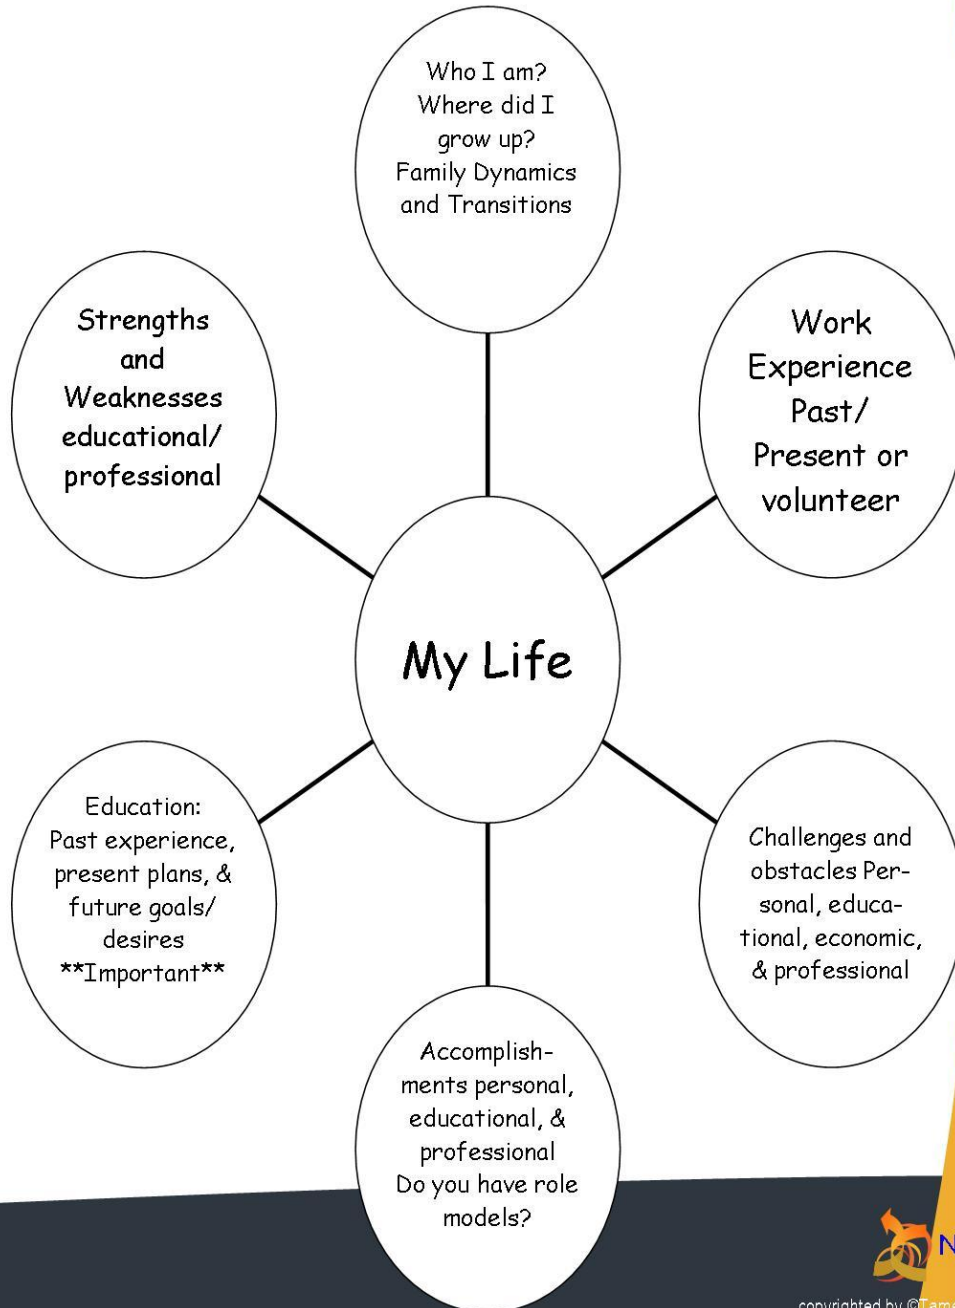 Who I am?
Where did I
grow up?
Family Dynamics
and Transitions
Strengths
and
Weaknesses
educational/
professional
Work
Experience
Past/
Present or
volunteer
My Life
Education:
Past experience,
present plans, &
future goals/
desires
**Important**
Challenges and
obstacles Per-
sonal, educa-
tional, economic,
& professional
Accomplish-
ments personal,
educational, &
professional
Do you have role
models?
copyrighted by